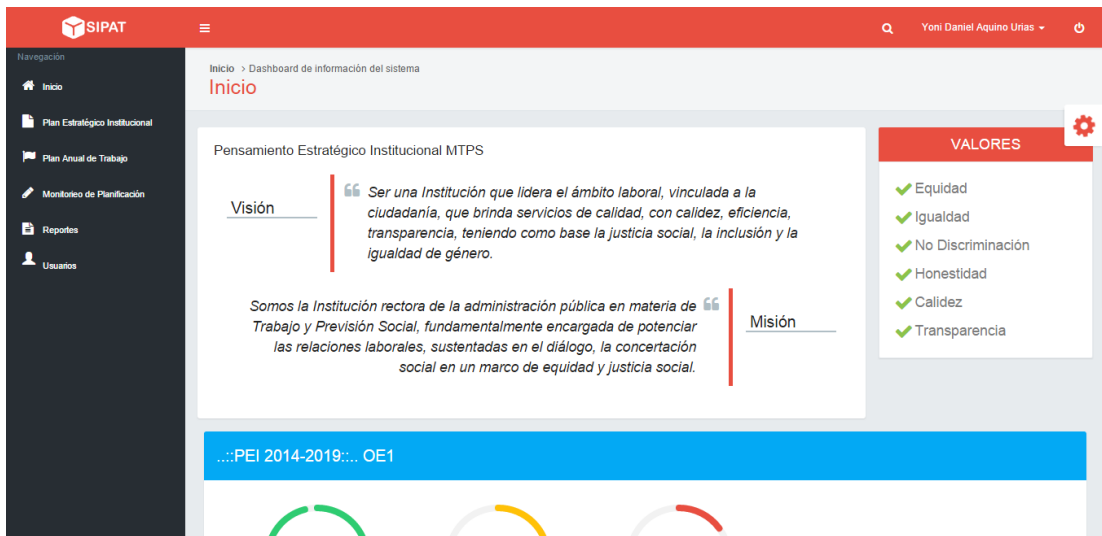 SIPAT
Yoni Daniel Aquino Urias
Navegación
Inicio
Plan Estratégico Institucional
Plan Anual de Trabajo
Monitorieo de Planificación
Reportes
Usuarios
Inicio > Dashboard de información del sistema
Inicio
Pensamiento Estratégico Institucional MTPS
Visión
Ser una Institución que lidera el ámbito laboral, vinculada a la
ciudadanía, que brinda servicios de calidad, con calidez, eficiencia,
transparencia, teniendo como base la justicia social, la inclusión y la
igualdad de género.
Somos la Institución rectora de la administración pública en materia de
Trabajo y Previsión Social, fundamentalmente encargada de potenciar
las relaciones laborales, sustentadas en el diálogo, la concertación
social en un marco de equidad y justicia social.
Misión
VALORES
Equidad
Igualdad
No Discriminación
Honestidad
Calidez
Transparencia
..::PEI 2014-2019::.. OE1